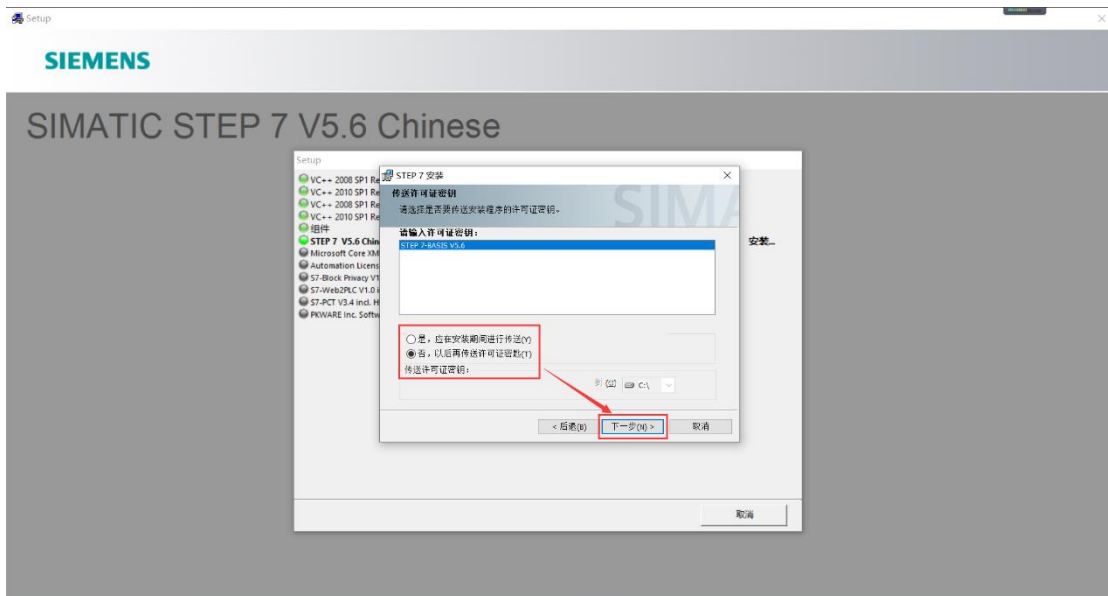 Setup
SIEMENS
SIMATIC STEP 7 V5.6 Chinese
Setup
VC++ 2008 SP1 Re
VC++ 2010 SP1 Re
VC++ 2008 SP1 Re
VC++ 2010 SP1 Re
组件
STEP 7 V5.6 Chin
Microsoft Core XM
Automation Licens
S7-Block Privacy V1
S7-Web2PLC V1.0 i
S7-PCT V3.4 incl. H
PKWARE Inc. Softw
安装...
STEP 7 安装
传送许可证密钥
请选择是否要传送安装程序的许可证密钥。
SIMA
请输入许可证密钥:
STEP 7-BASIS V5.6
是，应在安装期间进行传送(Y)
否，以后再传送许可证密匙(T)
传送许可证密钥:
到 C:\
< 后退(B)
下一步(N) >
取消
取消